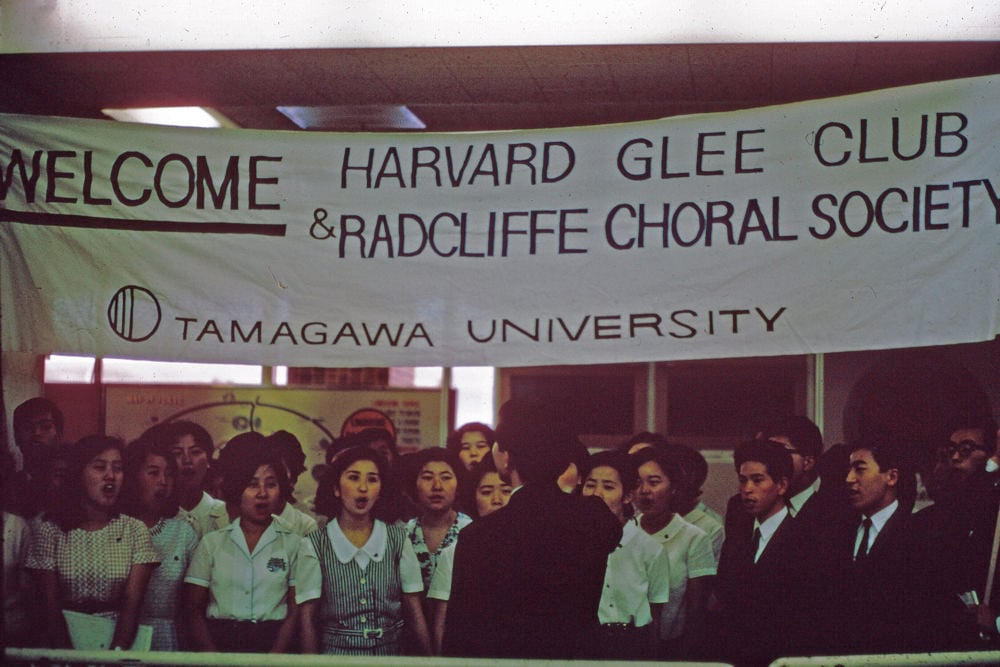 WELCOME
HARVARD GLEE CLUB
& RADCLIFFE CHORAL SOCIETY
TAMAGAWA UNIVERSITY